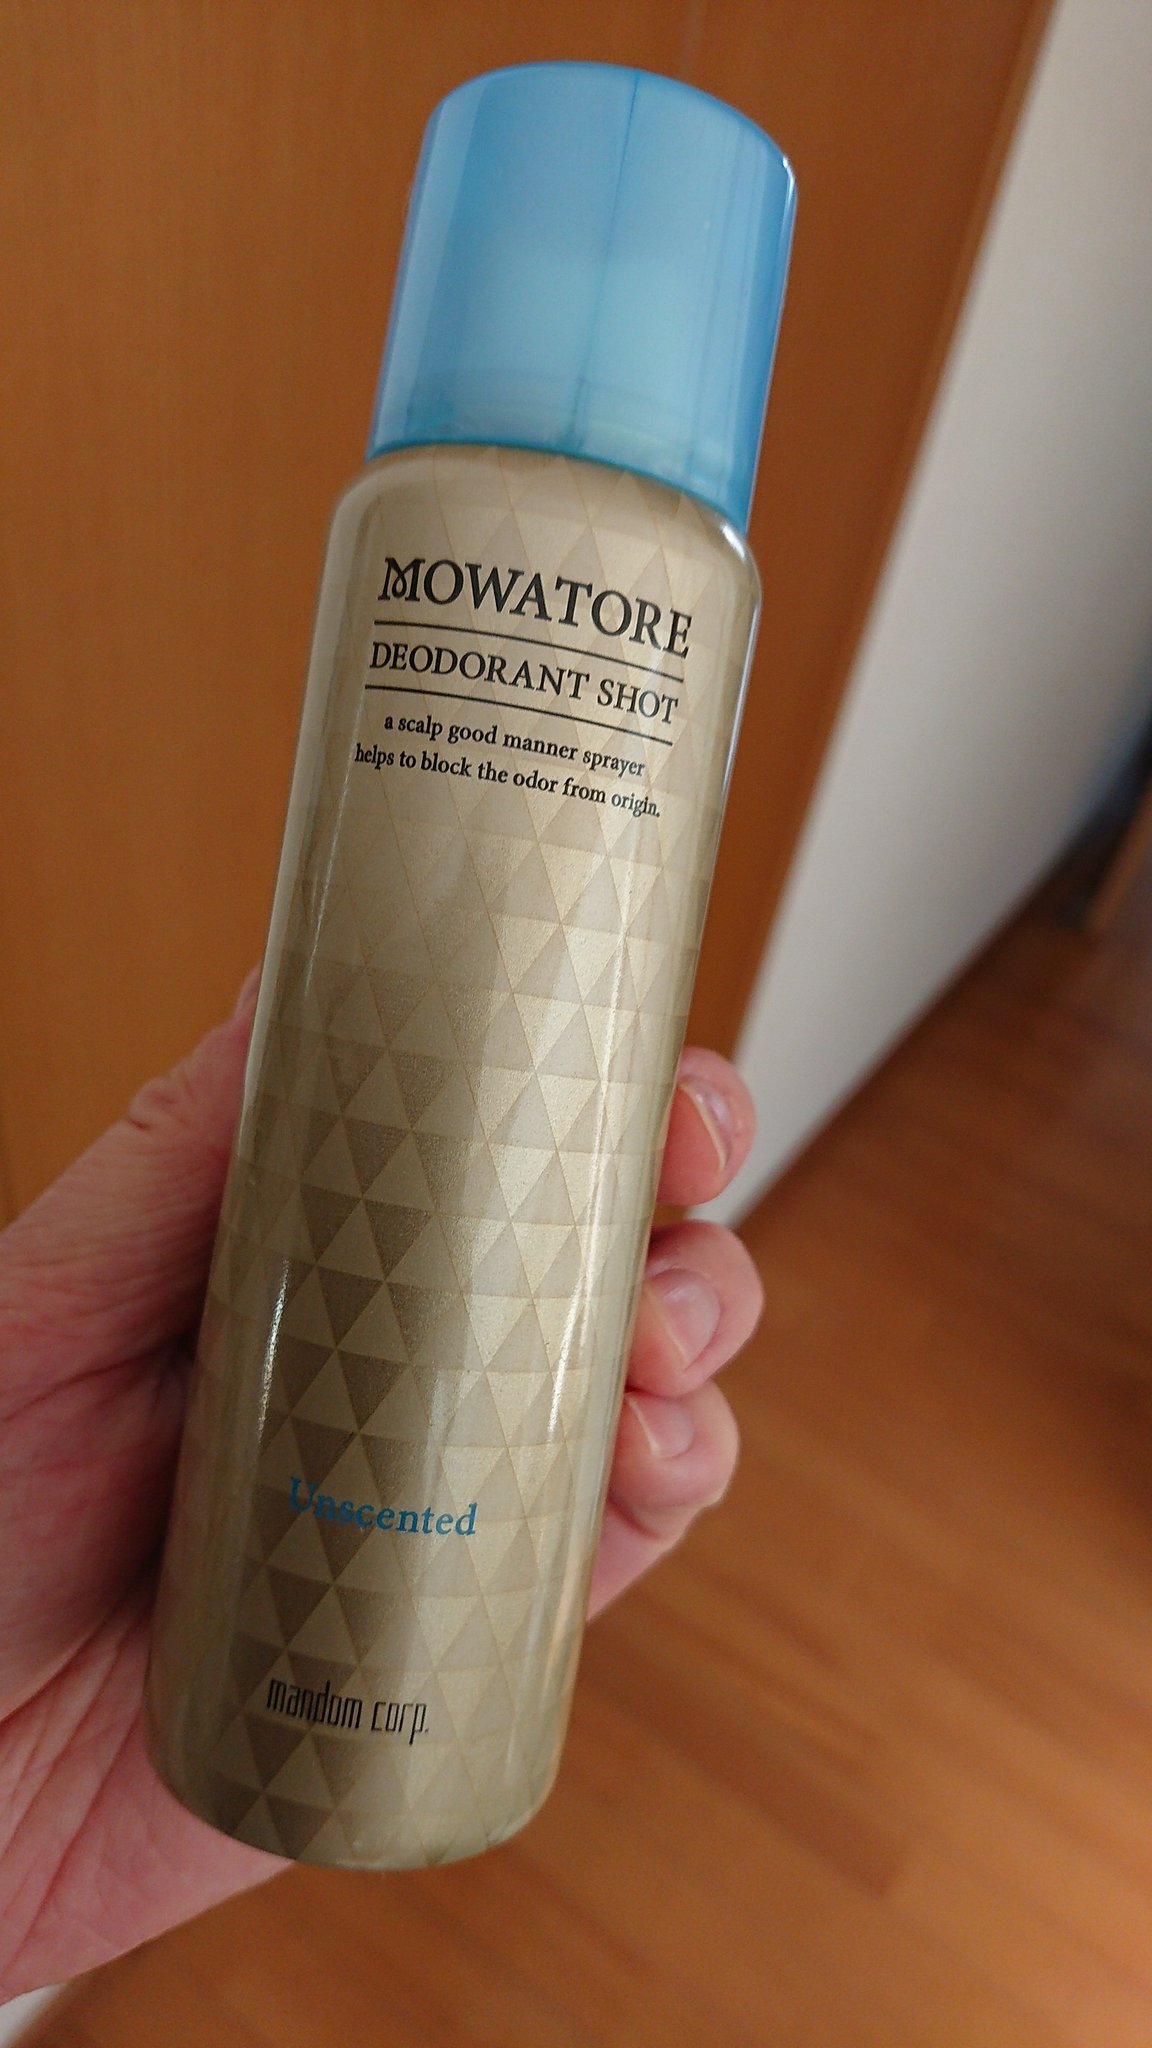 MOWATORE
DEODORANT SHOT
a scalp good manner sprayer
helps to block the odor from origin.
Unscented
mandom corp.